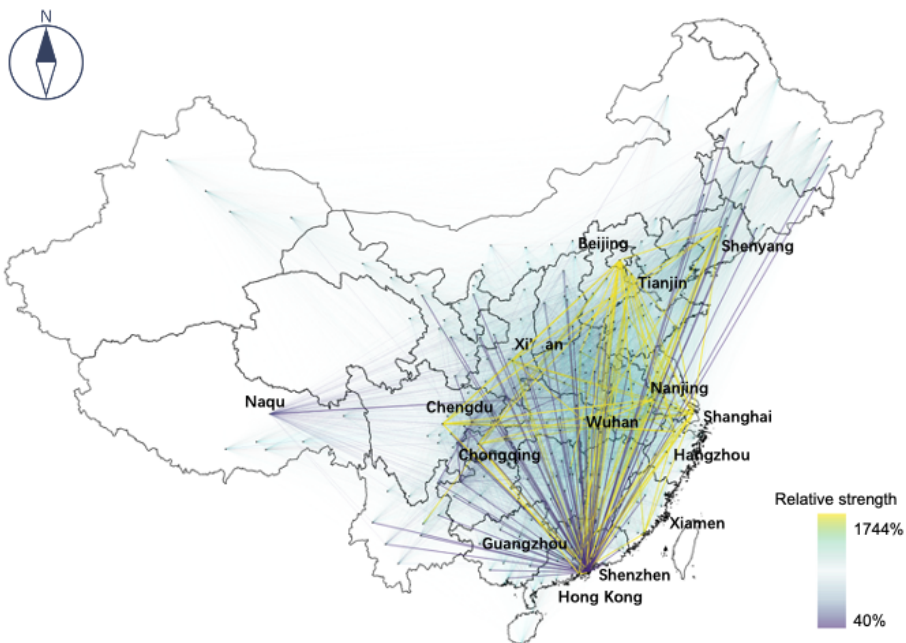 N
Beijing
Shenyang
Tianjin
Xi' an
Nanjing
Naqu
Chengdu
Shanghai
Wuhan
Chongqing
Hangzhou
Relative strength
1744%
Xiamen
Guangzhou
Shenzhen
Hong Kong
40%